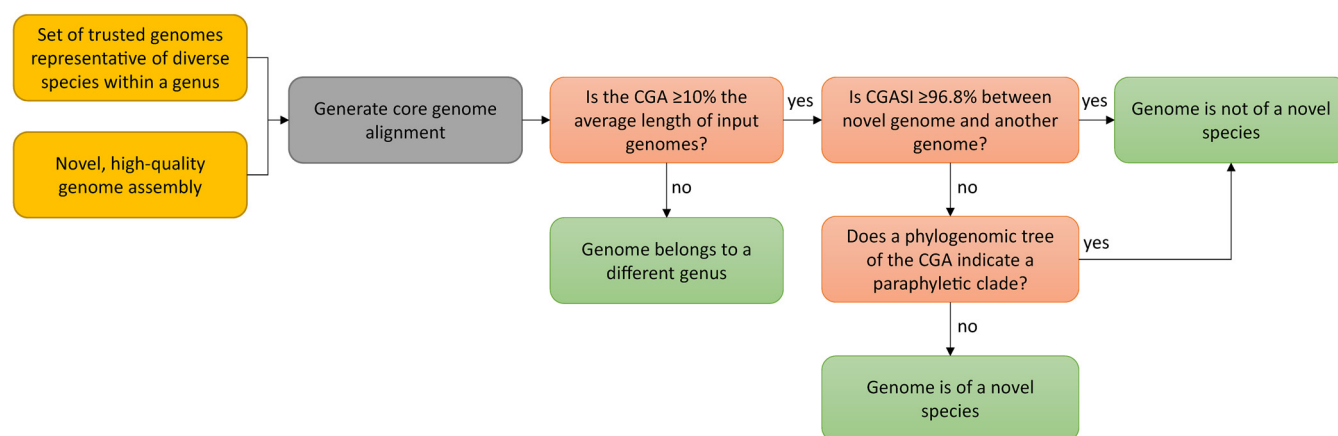 Set of trusted genomes
representative of diverse
species within a genus
Novel, high-quality
genome assembly
Generate core genome
alignment
Is the CGA ≥10% the
average length of input
genomes?
yes
no
Genome belongs to a
different genus
Is CGASI ≥96.8% between
novel genome and another
genome?
yes
no
Genome is not of a novel
species
Does a phylogenomic tree
of the CGA indicate a
paraphyletic clade?
yes
no
Genome is of a novel
species